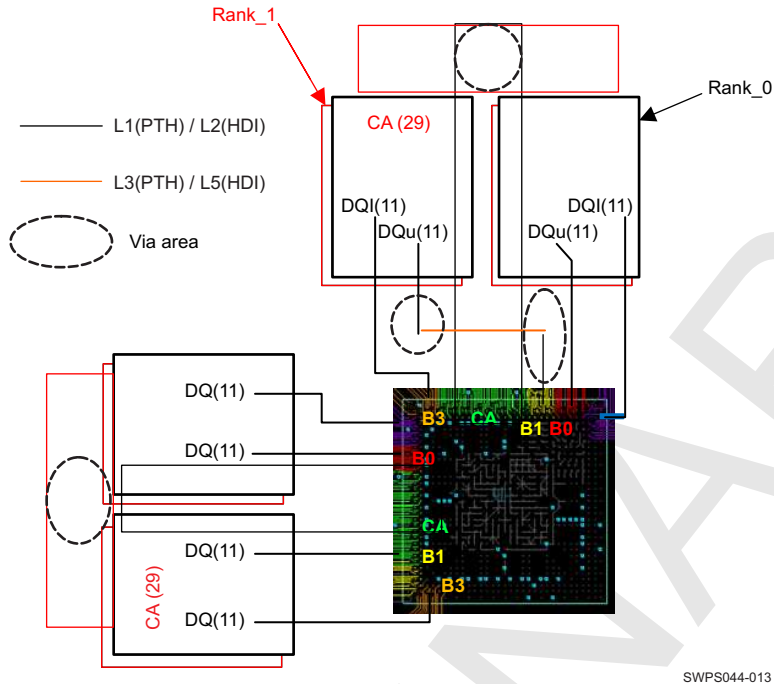 Rank_1
Rank_0
CA (29)
L1(PTH) / L2(HDI)
L3(PTH) / L5(HDI)
Via area
DQl(11)
DQu(11)
DQl(11)
DQu(11)
DQ(11)
DQ(11)
B3
CA
B1
B0
B0
CA
B1
B3
DQ(11)
CA (29)
DQ(11)
SWPS044-013